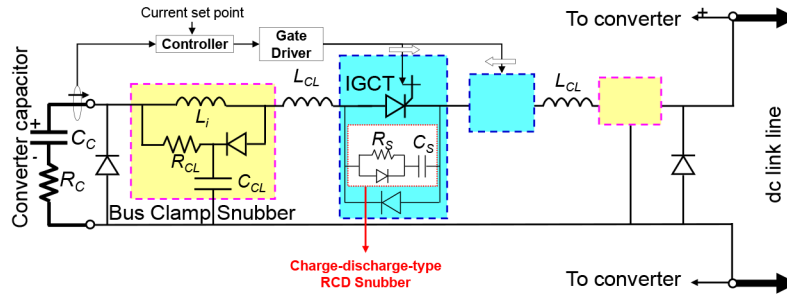 Current set point
To converter
+
Controller
Gate
Driver
L_CL
IGCT
L_CL
Converter capacitor
+
C_C
-
R_C
L_i
R_CL
C_CL
R_S
C_S
Bus Clamp Snubber
dc link line
Charge-discharge-type
RCD Snubber
To converter
-